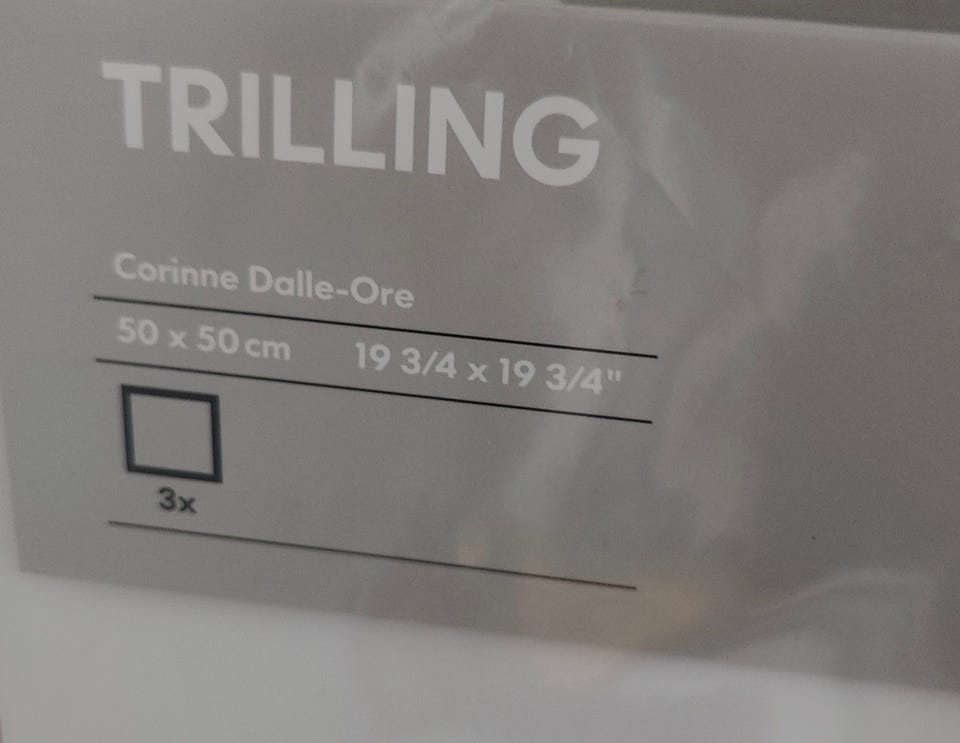 TRILLING
Corinne Dalle-Ore
50 x 50 cm 19 3/4 x 19 3/4"
3x